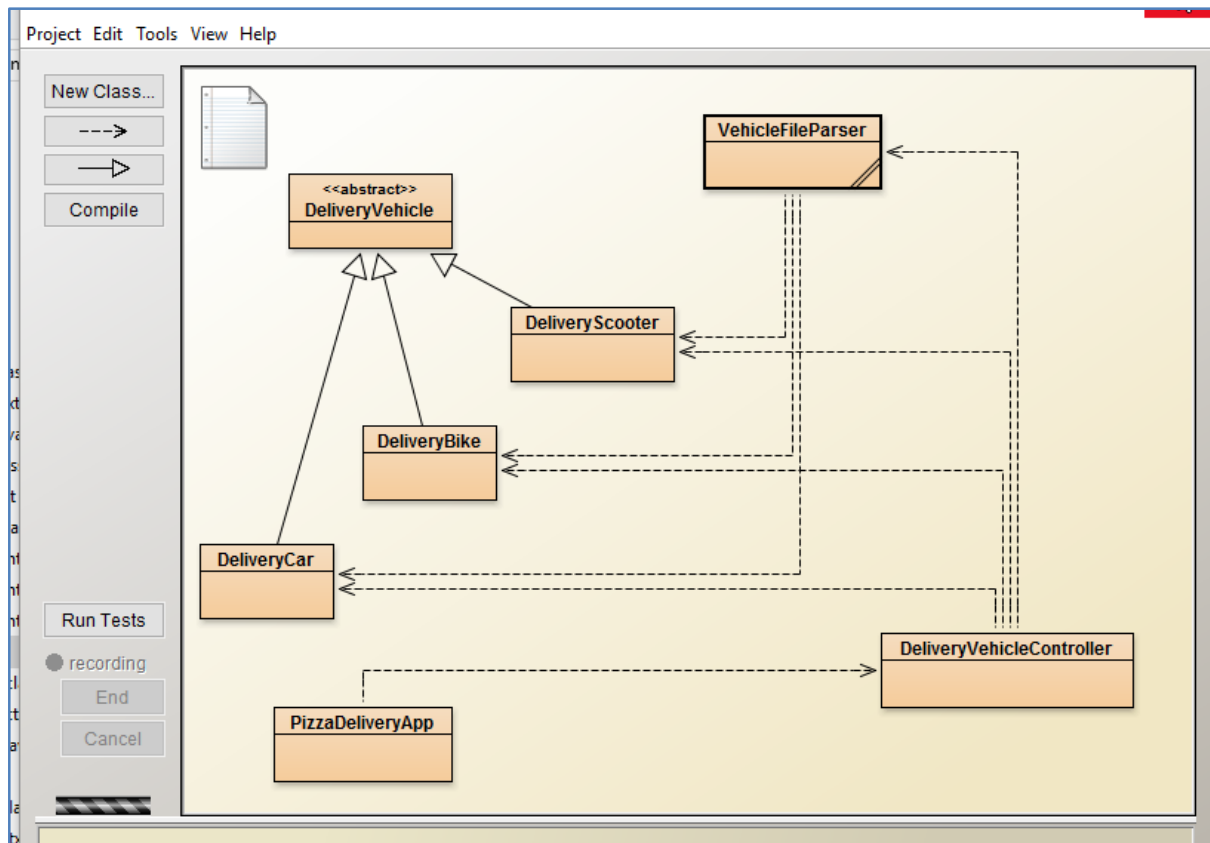 Project Edit Tools View Help
New Class...
Compile
<<abstract>>
DeliveryVehicle
VehicleFileParser
DeliveryScooter
DeliveryBike
DeliveryCar
Run Tests
recording
End
Cancel
DeliveryVehicleController
PizzaDeliveryApp